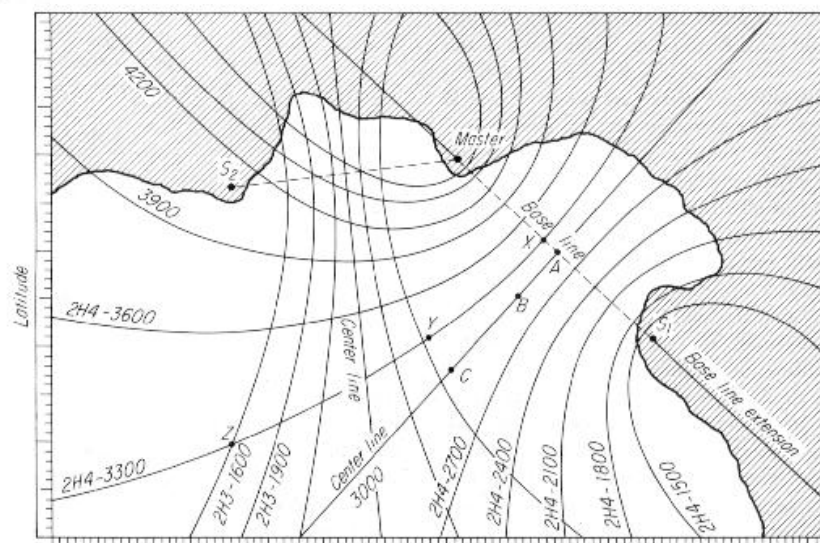 4200
Master
S2
3900
Base line
X
A
Latitude
B
2H4-3600
Y
S1
Center line
C
Base line extension
Z
Center line
3000
2H4-3300
2H3-1600
2H3-1900
2H4-2700
2H4-2400
2H4-2100
2H4-1800
2H4-1500